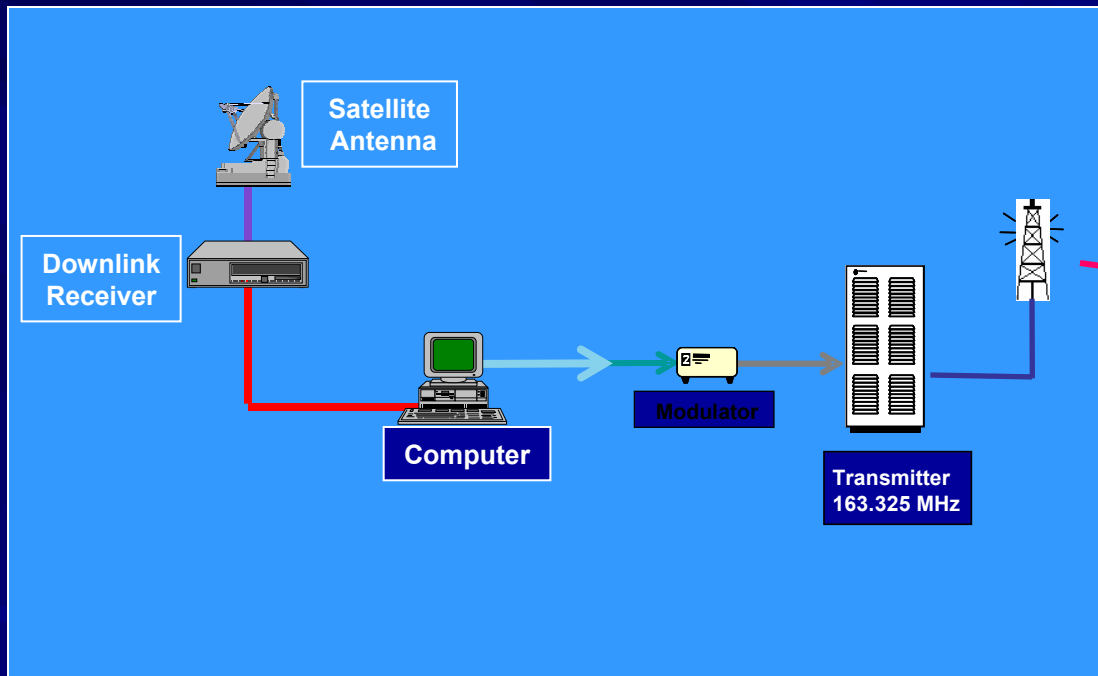 Satellite
Antenna
Downlink
Receiver
Computer
Modulator
Transmitter
163.325 MHz